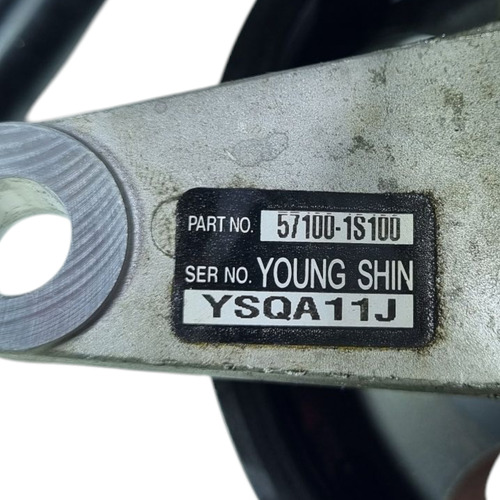 PART NO. 57100-1S100
SER NO. YOUNG SHIN
YSQA11J